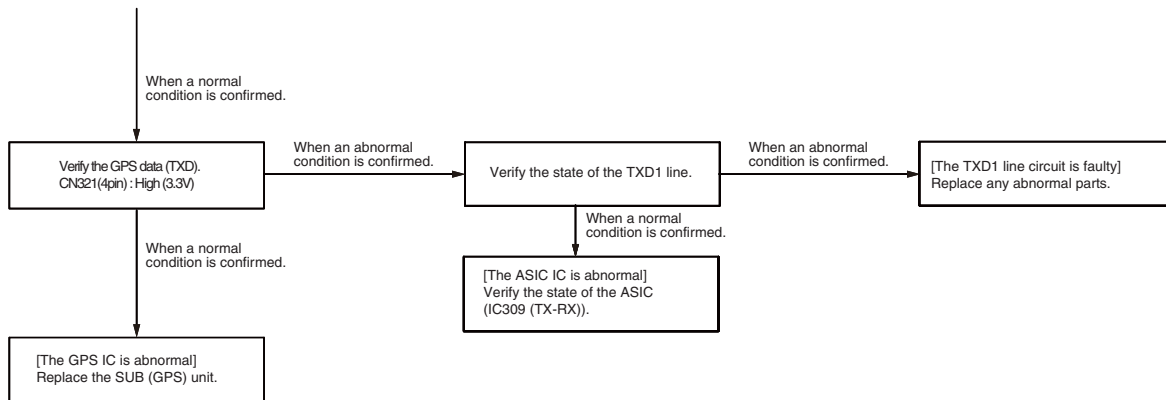 When a normal
condition is confirmed.
Verify the GPS data (TXD).
CN321(4pin) : High (3.3V)
When an abnormal
condition is confirmed.
Verify the state of the TXD1 line.
When an abnormal
condition is confirmed.
[The TXD1 line circuit is faulty]
Replace any abnormal parts.
When a normal
condition is confirmed.
When a normal
condition is confirmed.
[The ASIC IC is abnormal]
Verify the state of the ASIC
(IC309 (TX-RX)).
[The GPS IC is abnormal]
Replace the SUB (GPS) unit.